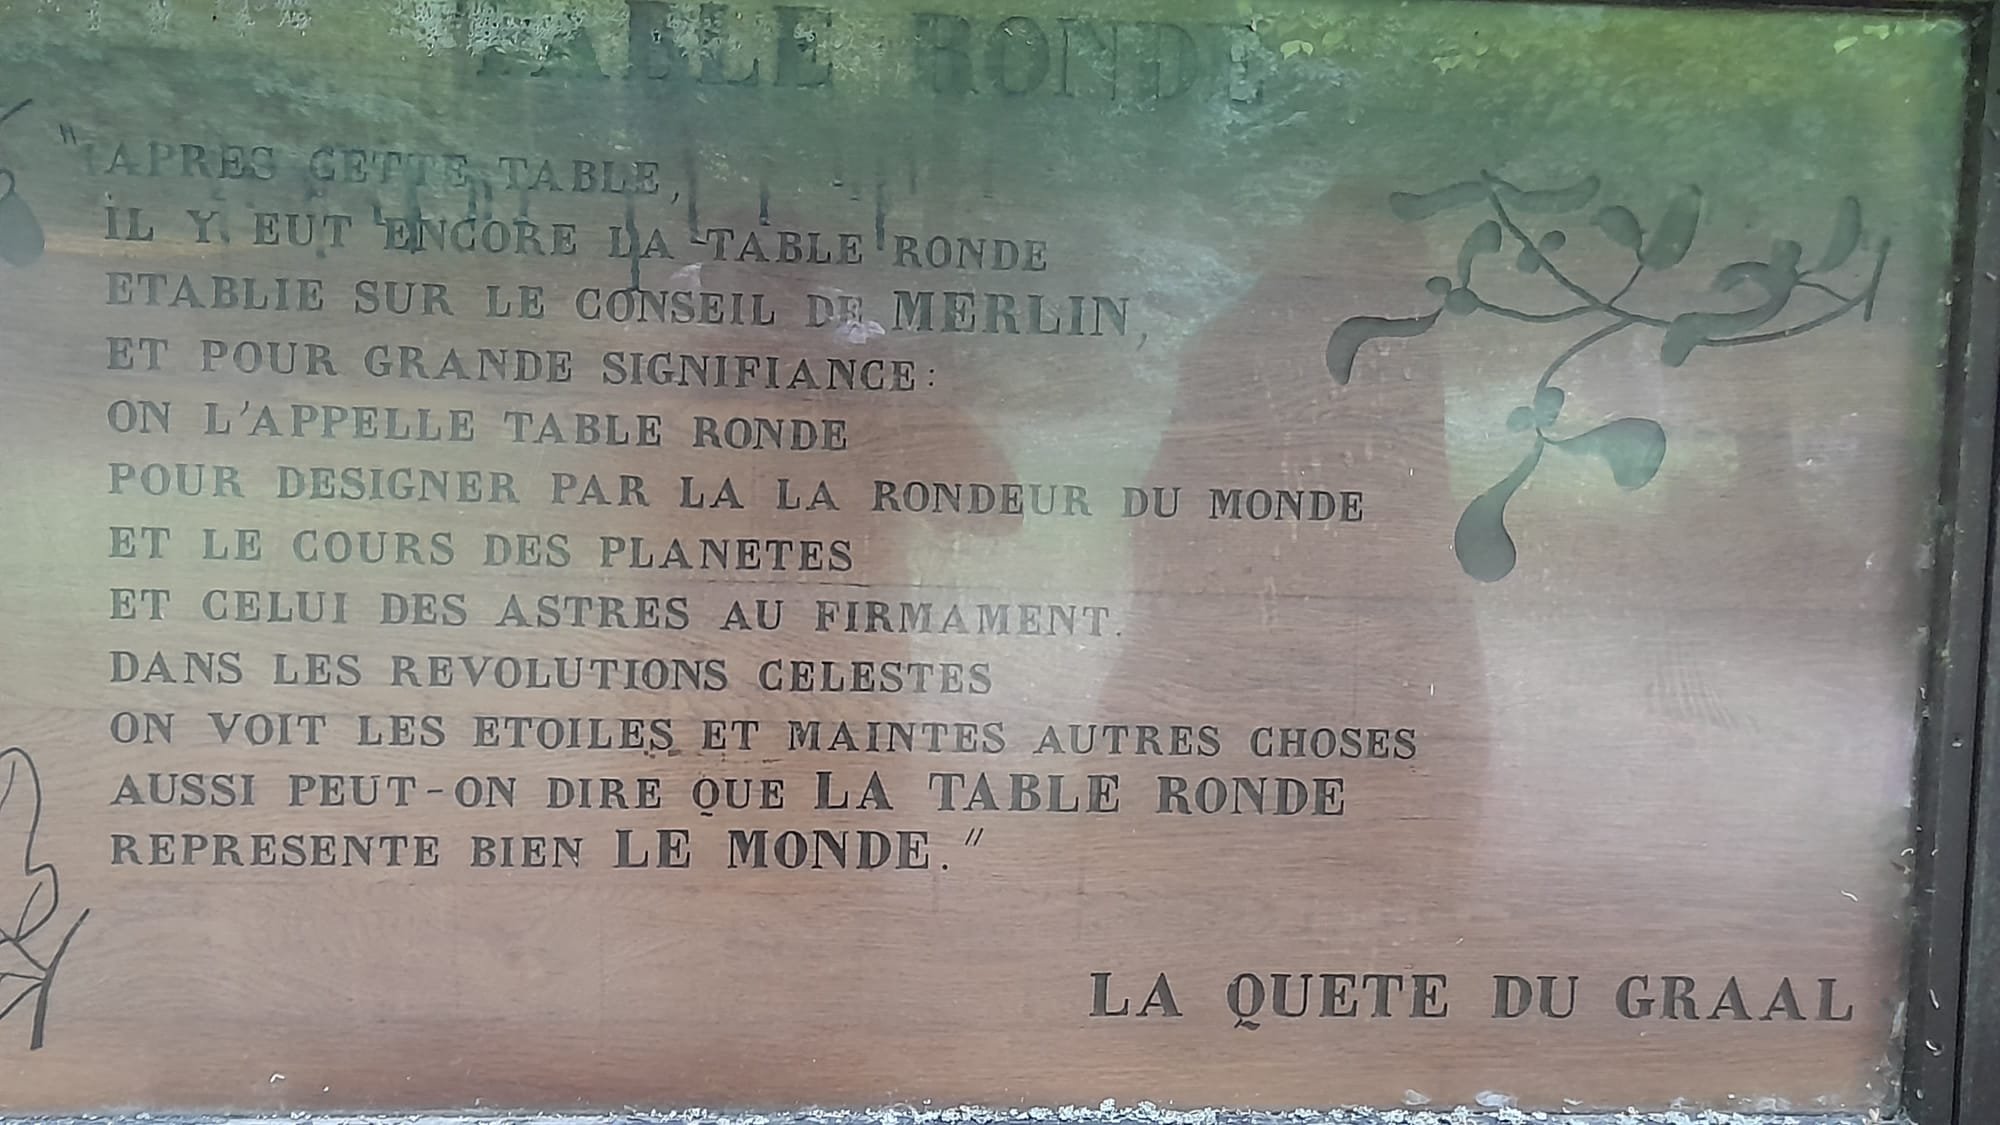 TABLE RONDE
"APRES CETTE TABLE,
IL Y EUT ENCORE LA TABLE RONDE
ETABLIE SUR LE CONSEIL DE MERLIN,
ET POUR GRANDE SIGNIFIANCE:
ON L'APPELLE TABLE RONDE
POUR DESIGNER PAR LA LA RONDEUR DU MONDE
ET LE COURS DES PLANETES
ET CELUI DES ASTRES AU FIRMAMENT.
DANS LES REVOLUTIONS CELESTES
ON VOIT LES ETOILES ET MAINTES AUTRES CHOSES
AUSSI PEUT-ON DIRE QUE LA TABLE RONDE
REPRESENTE BIEN LE MONDE."
LA QUETE DU GRAAL